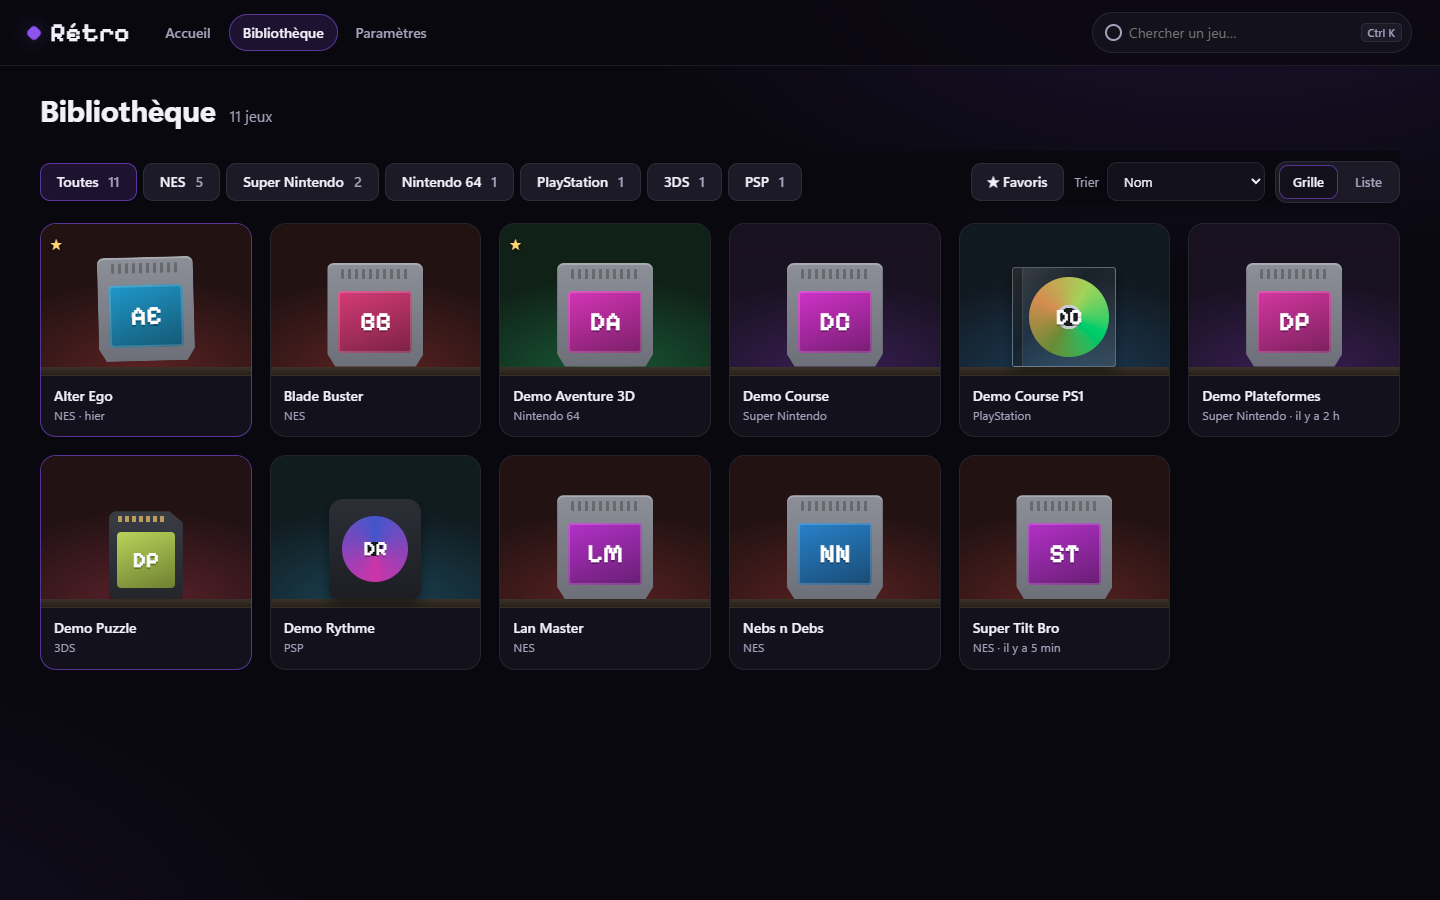 Rétro Accueil Bibliothèque Paramètres Chercher un jeu... Ctrl K
Bibliothèque 11 jeux
Toutes 11 NES 5 Super Nintendo 2 Nintendo 64 1 PlayStation 1 3DS 1 PSP 1 ★ Favoris Trier Nom Grille Liste
★ ★
AE BB DA DC DC DP
Alter Ego Blade Buster Demo Aventure 3D Demo Course Demo Course PS1 Demo Plateformes
NES · hier NES Nintendo 64 Super Nintendo PlayStation Super Nintendo · il y a 2 h
DP DR LM NN ST
Demo Puzzle Demo Rythme Lan Master Nebs n Debs Super Tilt Bro
3DS PSP NES NES NES · il y a 5 min